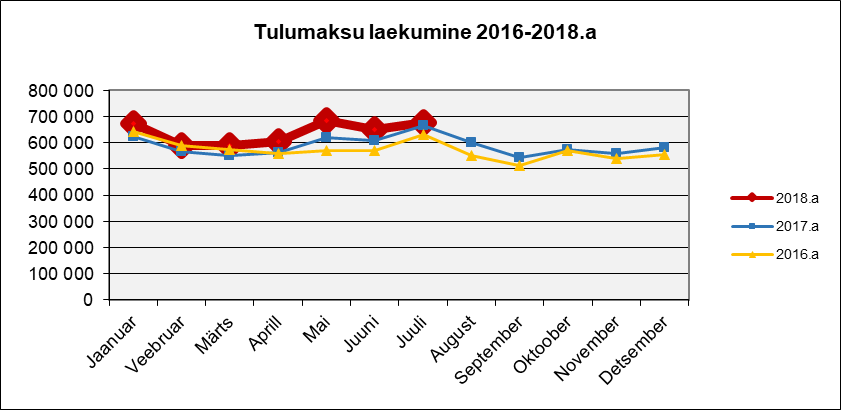 Tulumaksu laekumine 2016-2018.a
800 000
700 000
600 000
500 000
400 000
300 000
200 000
100 000
0
Jaanuar
Veebruar
Märts
Aprill
Mai
Juuni
Juuli
August
September
Oktoober
November
Detsember
2018.a
2017.a
2016.a